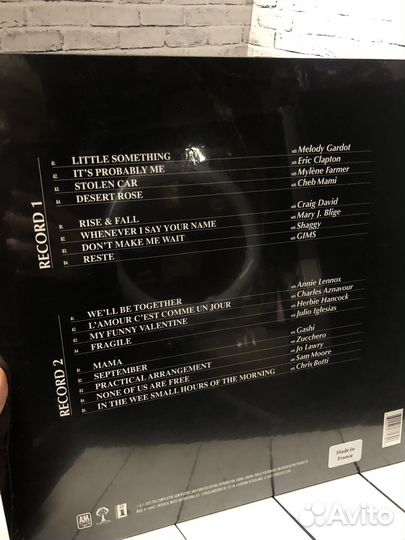 RECORD 1
LITTLE SOMETHING with Melody Gardot
IT'S PROBABLY ME with Eric Clapton
STOLEN CAR with Mylène Farmer
DESERT ROSE with Cheb Mami
RISE & FALL with Craig David
WHENEVER I SAY YOUR NAME with Mary J. Blige
DON'T MAKE ME WAIT with Shaggy
RESTE with GIMS
RECORD 2
WE'LL BE TOGETHER with Annie Lennox
L'AMOUR C'EST COMME UN JOUR with Charles Aznavour
MY FUNNY VALENTINE with Herbie Hancock
FRAGILE with Julio Iglesias
MAMA with Gashi
SEPTEMBER with Zucchero
PRACTICAL ARRANGEMENT with Jo Lawry
NONE OF US ARE FREE with Sam Moore
IN THE WEE SMALL HOURS OF THE MORNING with Chris Botti
Made in
France
A&M
Avito